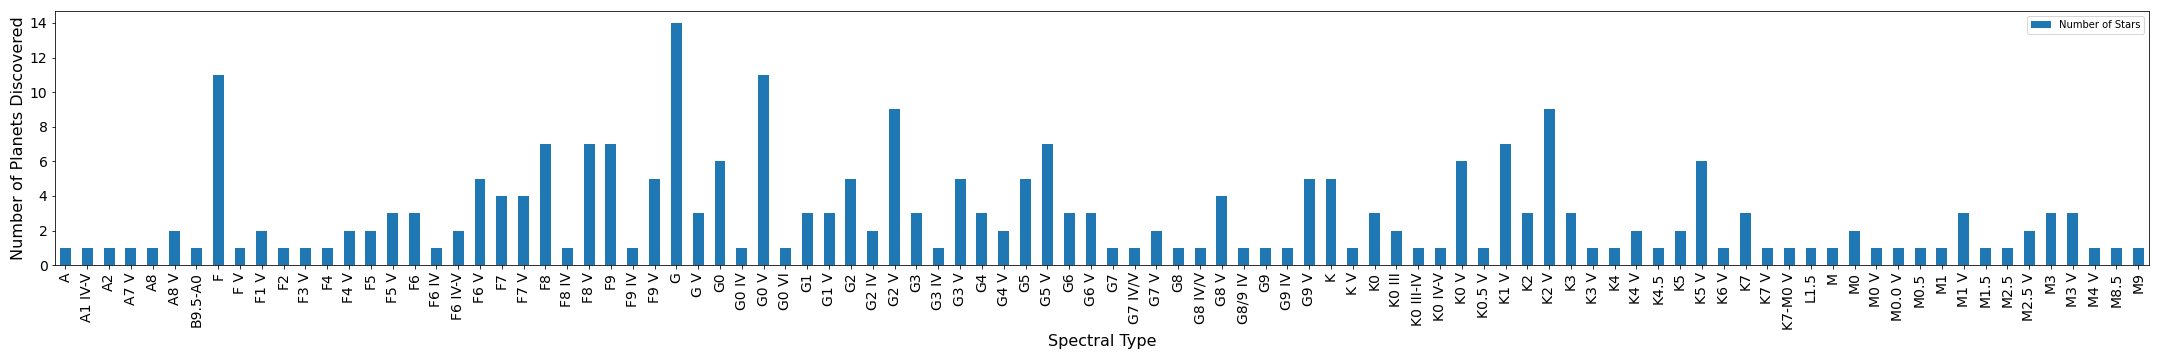 Number of Stars
Number of Planets Discovered
14
12
10
8
6
4
2
0
A
A1 IV-V
A2
A7 V
A8
A8 V
B9.5-A0
F
F V
F1 V
F2
F3 V
F4
F4 V
F5
F5 V
F6
F6 IV
F6 IV-V
F6 V
F7
F7 V
F8
F8 IV
F8 V
F9
F9 IV
F9 V
G
G V
G0
G0 IV
G0 V
G0 VI
G1
G1 V
G2
G2 IV
G2 V
G3
G3 IV
G3 V
G4
G4 V
G5
G5 V
G6
G6 V
G7
G7 IV/V
G7 V
G8
G8 IV/V
G8 V
G8/9 IV
G9
G9 IV
G9 V
K
K V
K0
K0 III
K0 III-IV
K0 IV-V
K0 V
K0.5 V
K1 V
K2
K2 V
K3
K3 V
K4
K4 V
K4.5
K5
K5 V
K6 V
K7
K7 V
K7-M0 V
L1.5
M
M0
M0 V
M0.0 V
M0.5
M1
M1 V
M1.5
M2.5
M2.5 V
M3
M3 V
M4 V
M8.5
M9
Spectral Type